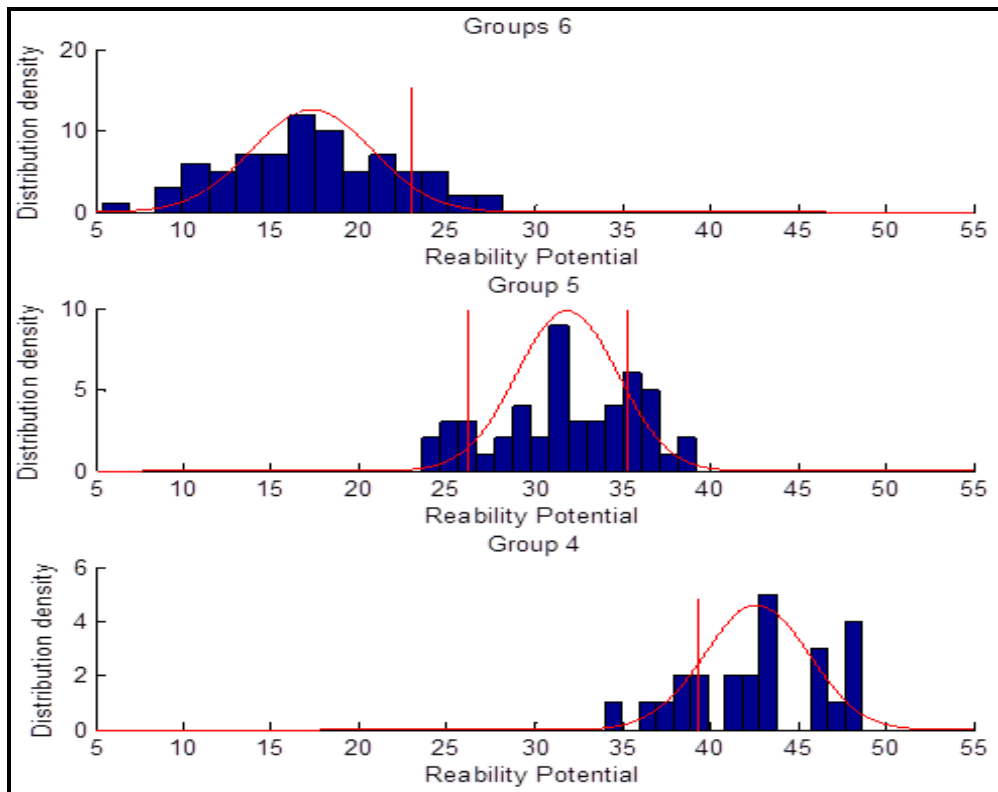 Groups 6
Distribution density
20
10
0
5 10 15 20 25 30 35 40 45 50 55
Reability Potential
Group 5
Distribution density
10
5
0
5 10 15 20 25 30 35 40 45 50 55
Reability Potential
Group 4
Distribution density
6
4
2
0
5 10 15 20 25 30 35 40 45 50 55
Reability Potential